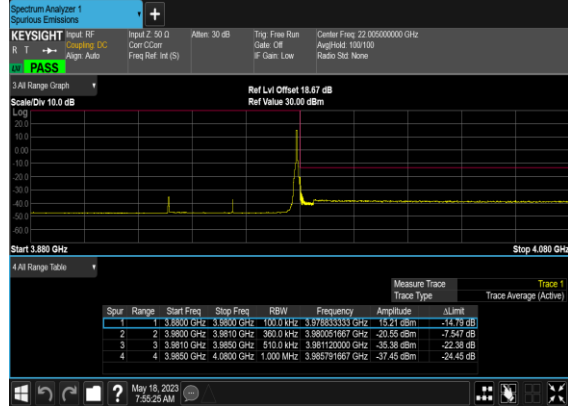 Spectrum Analyzer 1
Spurious Emissions
+
KEYSIGHT Input: RF Input Z: 50 Ω Atten: 30 dB Trig: Free Run Center Freq: 22.005000000 GHz
R T Coupling: DC Corr CCorr Gate: Off Avg|Hold: 100/100
Align: Auto Freq Ref: Int (S) IF Gain: Low Radio Std: None
PASS
3 All Range Graph
Ref Lvl Offset 18.67 dB
Scale/Div 10.0 dB Ref Value 30.00 dBm
Log
20.0
10.0
0.00
-10.0
-20.0
-30.0
-40.0
-50.0
-60.0
Start 3.880 GHz Stop 4.080 GHz
4 All Range Table
Measure Trace Trace 1
Trace Type Trace Average (Active)
Spur Range Start Freq Stop Freq RBW Frequency Amplitude ΔLimit
1 1 3.8800 GHz 3.9800 GHz 100.0 kHz 3.978833333 GHz 15.21 dBm -14.79 dB
2 2 3.9800 GHz 3.9810 GHz 360.0 kHz 3.980051667 GHz -20.55 dBm -7.547 dB
3 3 3.9810 GHz 3.9850 GHz 510.0 kHz 3.981120000 GHz -35.38 dBm -22.38 dB
4 4 3.9850 GHz 4.0800 GHz 1.000 MHz 3.985791667 GHz -37.45 dBm -24.45 dB
? May 18, 2023
7:55:25 AM